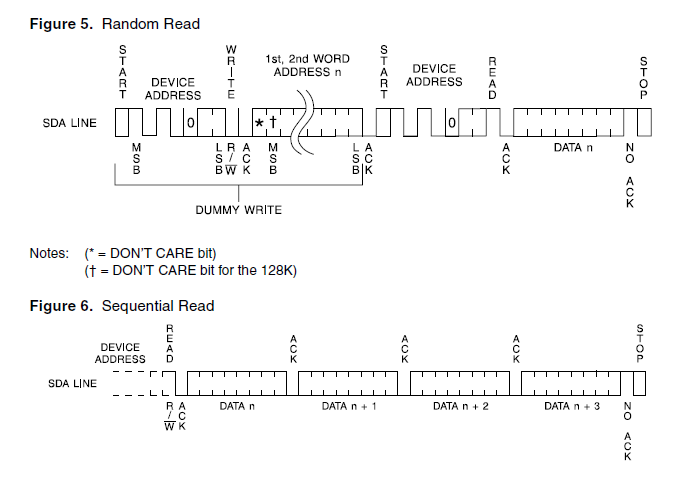 Figure 5.  Random Read
START
DEVICE ADDRESS
WRITE
1st, 2nd WORD ADDRESS n
START
DEVICE ADDRESS
READ
STOP
SDA LINE
0
* †
0
MSB
LSB
R/W
ACK
MSB
LSB
ACK
ACK
DATA n
NO ACK
DUMMY WRITE
Notes:   (* = DON'T CARE bit)
(† = DON'T CARE bit for the 128K)
Figure 6.  Sequential Read
DEVICE ADDRESS
READ
ACK
ACK
ACK
STOP
SDA LINE
R/W
ACK
DATA n
DATA n + 1
DATA n + 2
DATA n + 3
NO ACK